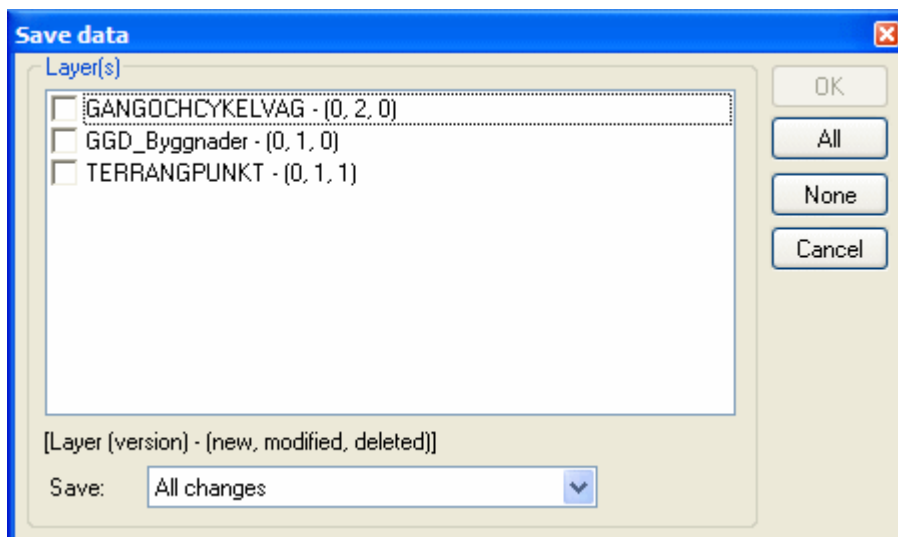 Save data
Layer(s)
GANGOCHCYKELVAG - (0, 2, 0)
GGD_Byggnader - (0, 1, 0)
TERRANGPUNKT - (0, 1, 1)
[Layer (version) - (new, modified, deleted)]
Save: All changes
OK
All
None
Cancel